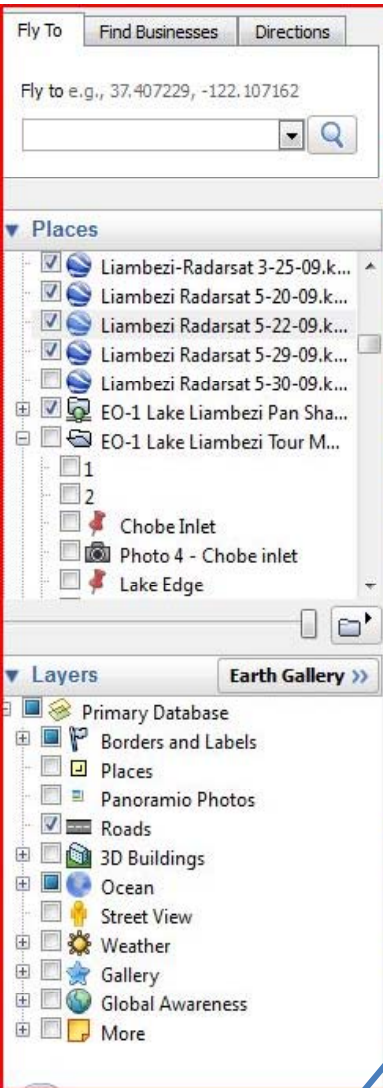 Fly To Find Businesses Directions
Fly to e.g., 37.407229, -122.107162
Places
Liambezi-Radarsat 3-25-09.k...
Liambezi Radarsat 5-20-09.k...
Liambezi Radarsat 5-22-09.k...
Liambezi Radarsat 5-29-09.k...
Liambezi Radarsat 5-30-09.k...
EO-1 Lake Liambezi Pan Sha...
EO-1 Lake Liambezi Tour M...
1
2
Chobe Inlet
Photo 4 - Chobe inlet
Lake Edge
Layers Earth Gallery >>
Primary Database
Borders and Labels
Places
Panoramio Photos
Roads
3D Buildings
Ocean
Street View
Weather
Gallery
Global Awareness
More